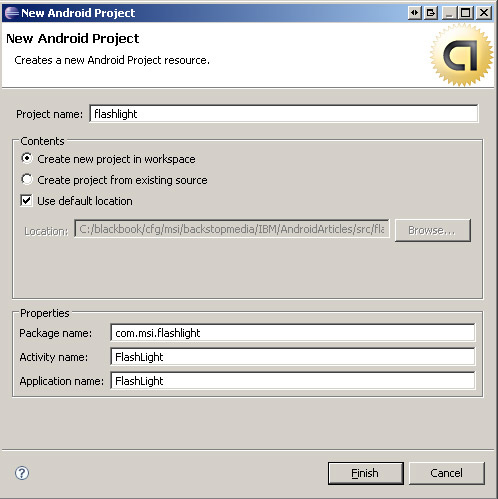 New Android Project
New Android Project
Creates a new Android Project resource.
Project name: flashlight
Contents
Create new project in workspace
Create project from existing source
Use default location
Location: C:/blackbook/cfg/msi/backstopmedia/IBM/AndroidArticles/src/fla Browse...
Properties
Package name: com.msi.flashlight
Activity name: FlashLight
Application name: FlashLight
? Finish Cancel